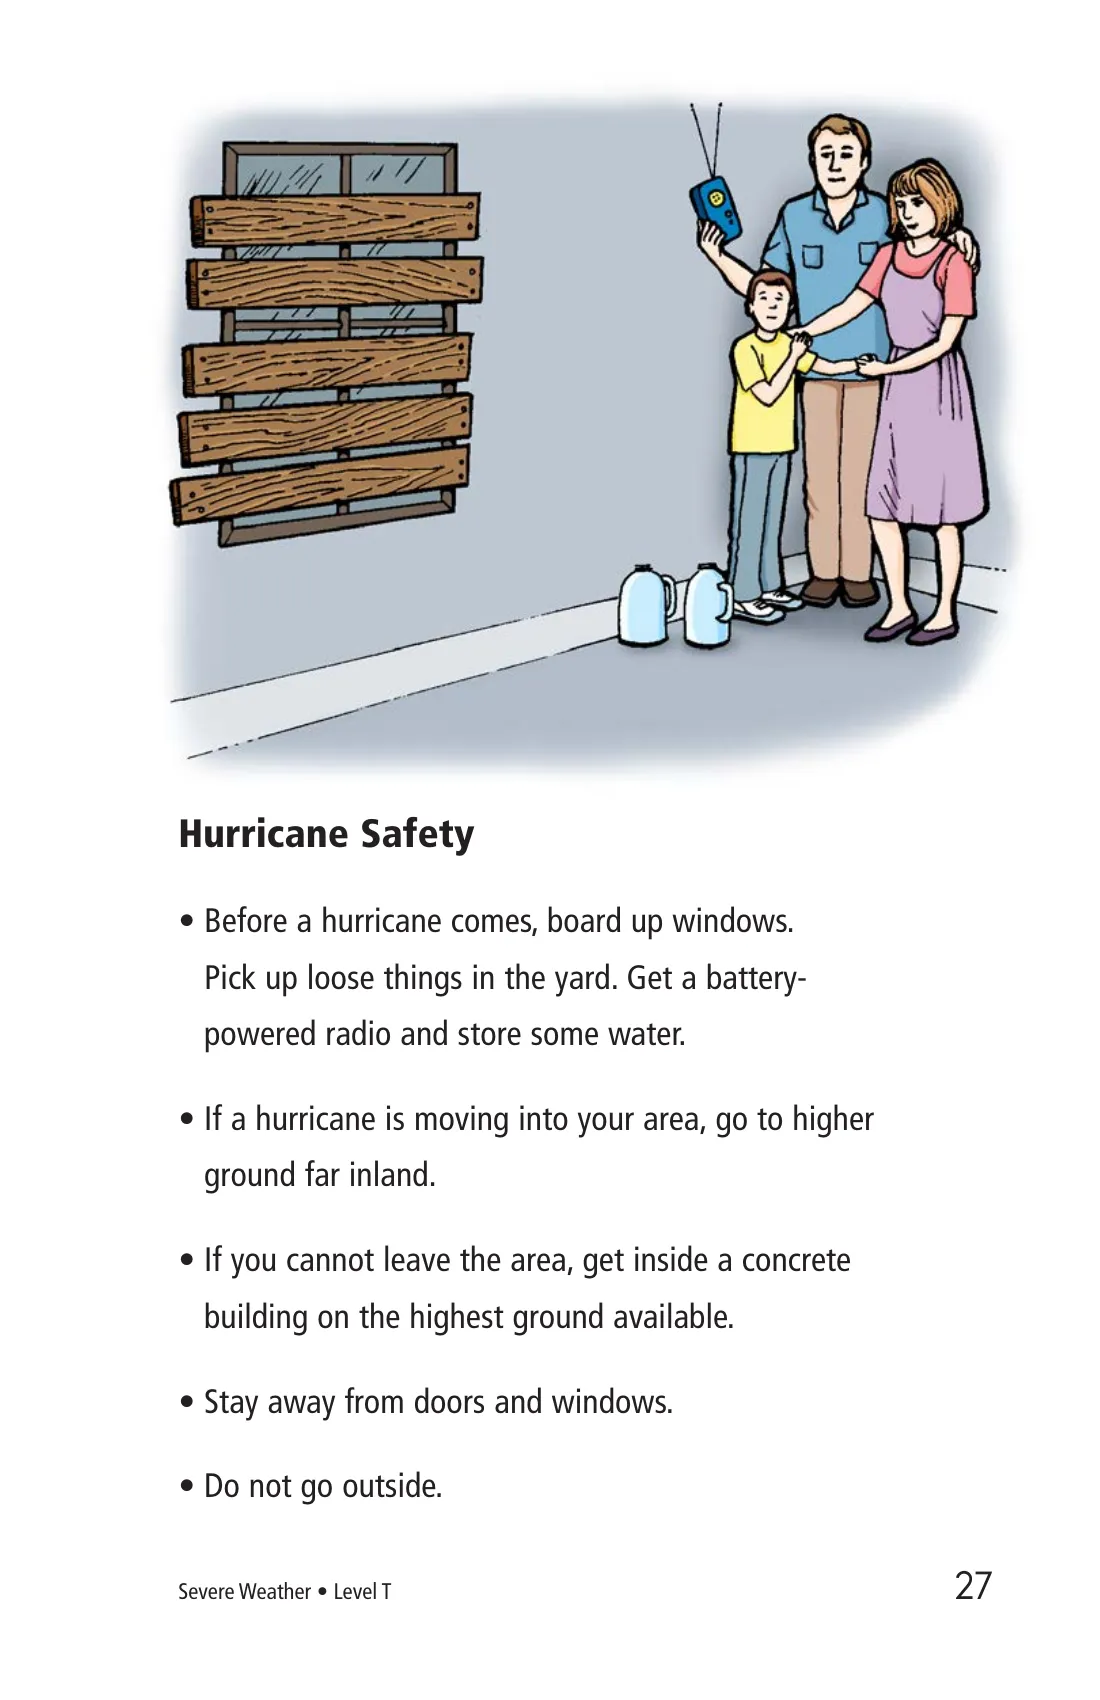 Hurricane Safety
• Before a hurricane comes, board up windows.
Pick up loose things in the yard. Get a battery-
powered radio and store some water.
• If a hurricane is moving into your area, go to higher
ground far inland.
• If you cannot leave the area, get inside a concrete
building on the highest ground available.
• Stay away from doors and windows.
• Do not go outside.
Severe Weather • Level T
27